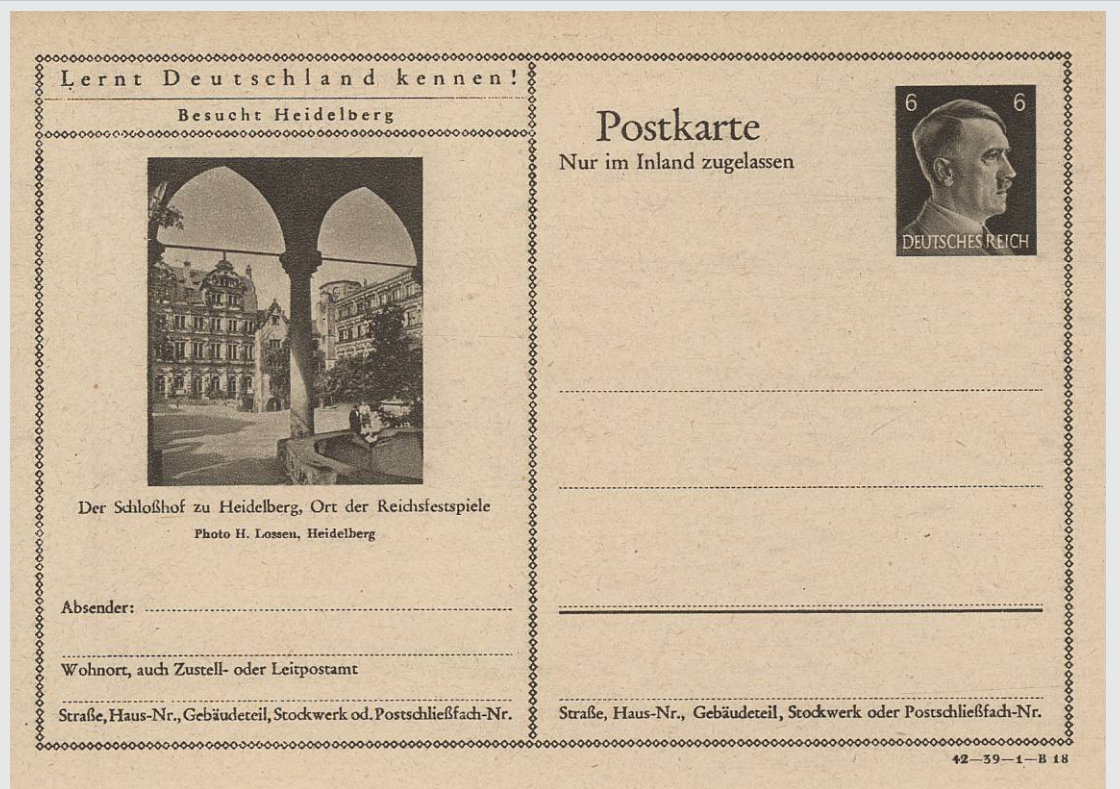 Lernt Deutschland kennen!
Besucht Heidelberg
Der Schloßhof zu Heidelberg, Ort der Reichsfestspiele
Photo H. Lossen, Heidelberg
Absender:
Wohnort, auch Zustell- oder Leitpostamt
Straße, Haus-Nr., Gebäudeteil, Stockwerk od. Postschließfach-Nr.
Postkarte
Nur im Inland zugelassen
6 6
DEUTSCHES REICH
Straße, Haus-Nr., Gebäudeteil, Stockwerk oder Postschließfach-Nr.
42—39—1—B 18